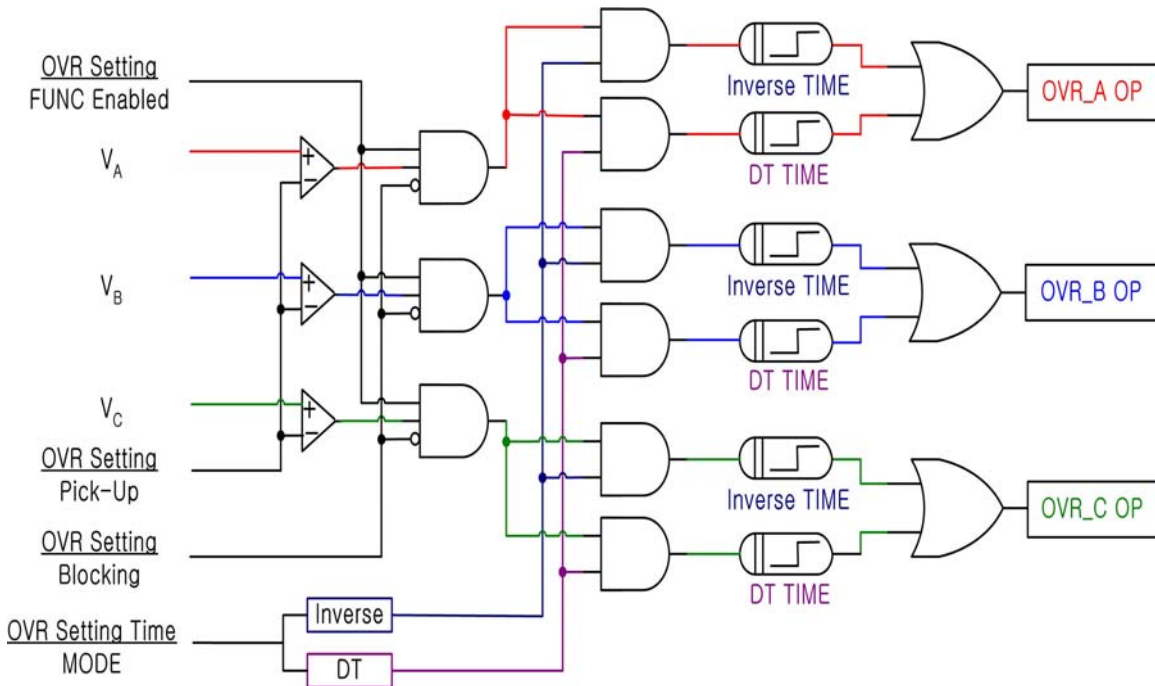 OVR Setting
FUNC Enabled
V_A
V_B
V_C
OVR Setting
Pick-Up
OVR Setting
Blocking
OVR Setting Time
MODE
Inverse
DT
+
−
+
−
+
−
Inverse TIME
DT TIME
Inverse TIME
DT TIME
Inverse TIME
DT TIME
OVR_A OP
OVR_B OP
OVR_C OP